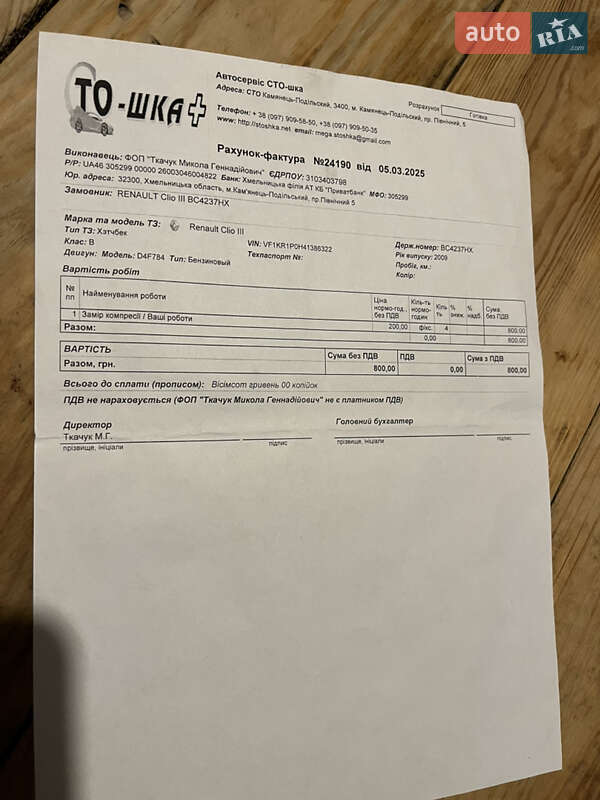 auto RIA .com
ТО-ШКА+
Автосервіс СТО-шка
Адреса: СТО Камянець-Подільский, 3400, м. Камянець-Подільский, пр. Північний 5
Розрахунок
Готівка
Телефон: + 38 (097) 909-58-50, +38 (097) 909-50-35
www: http://stoshka.net email: mega.stoshka@gmail.com
Рахунок-фактура №24190 від 05.03.2025
Виконавець: ФОП "Ткачук Микола Геннадійович" ЄДРПОУ: 3103403798
Р/Р: UA46 305299 00000 26003046004822 Банк: Хмельницька філія АТ КБ "Приватбанк" МФО: 305299
Юр. адреса: 32300, Хмельницька область, м.Кам'янець-Подільський, пр.Північний 5
Замовник: RENAULT Clio III BC4237HX
Марка та модель ТЗ: Renault Clio III
Держ.номер: BC4237HX
Тип ТЗ: Хэтчбек
VIN: VF1KR1P0H41386322
Рік випуску: 2009
Клас: B
Техпаспорт №:
Пробіг, км.:
Двигун: Модель: D4F784 Тип: Бензиновый
Колір:
Вартість робіт
№ пп Найменування роботи Ціна нормо-год. без ПДВ Кіль-ть нормо-годин Кіль ть % зниж. % надб. Сума без ПДВ
1 Замір компресії / Ваші роботи 200,00 фікс. 4 800,00
Разом: 0,00 800,00
ВАРТІСТЬ Сума без ПДВ ПДВ Сума з ПДВ
Разом, грн. 800,00 0,00 800,00
Всього до сплати (прописом): Вісімсот гривень 00 копійок
ПДВ не нараховується (ФОП "Ткачук Микола Геннадійович" не є платником ПДВ)
Директор
Головний бухгалтер
Ткачук М.Г.
прізвище, ініціали підпис прізвище, ініціали підпис